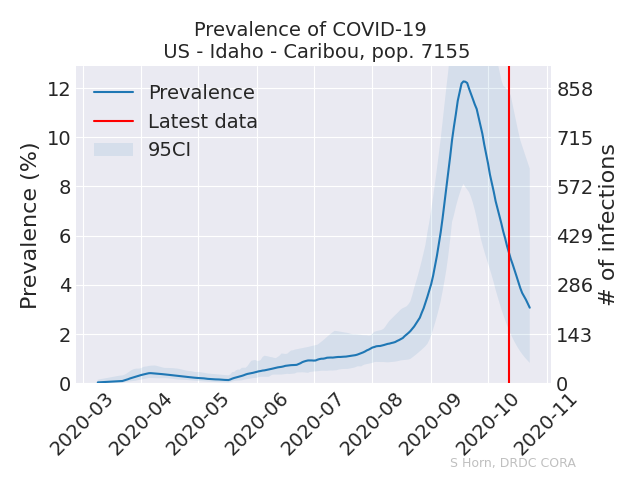 Prevalence of COVID-19
US - Idaho - Caribou, pop. 7155
Prevalence
Latest data
95CI
Prevalence (%)
12
10
8
6
4
2
0
858
715
572
429
286
143
0
# of infections
2020-03
2020-04
2020-05
2020-06
2020-07
2020-08
2020-09
2020-10
2020-11
S Horn, DRDC CORA